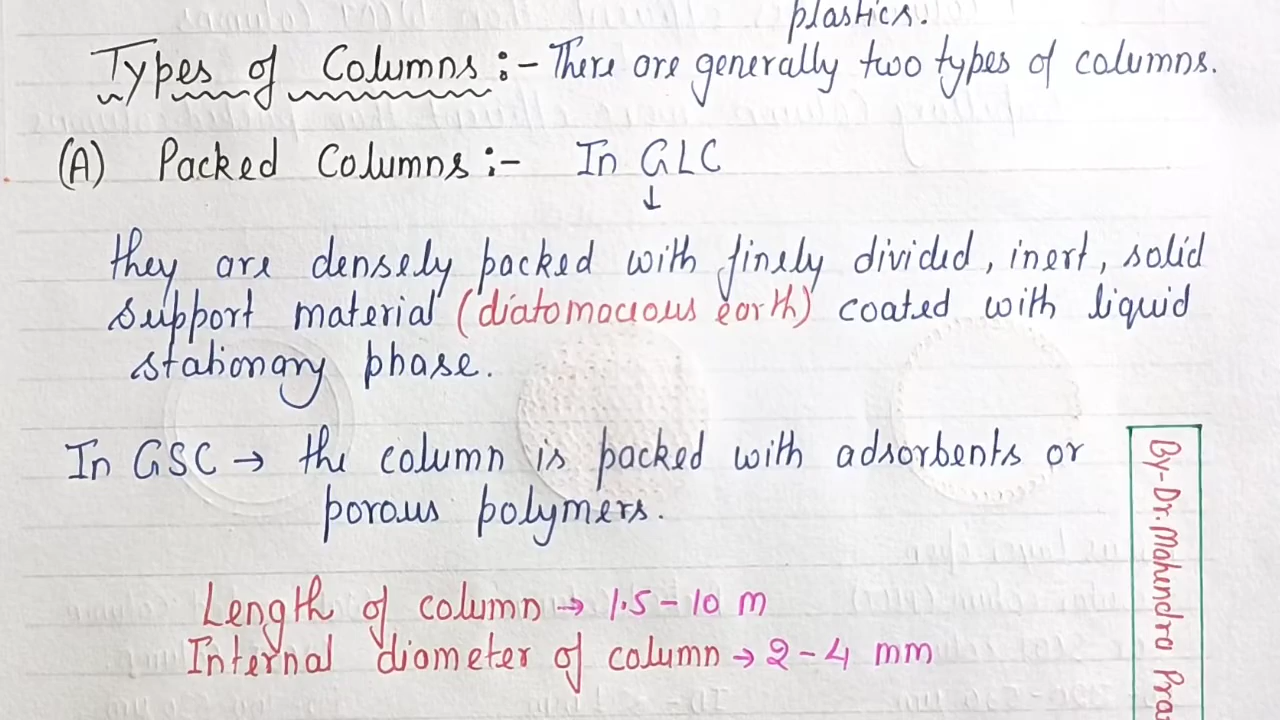 plastics.
Types of Columns :- There are generally two types of columns.
(A) Packed Columns :- In GLC
↓
they are densely packed with finely divided, inert, solid
support material (diatomacious earth) coated with liquid
stationary phase.
In GSC → the column is packed with adsorbents or
porous polymers.
Length of column → 1.5 - 10 m
Internal diameter of column → 2 - 4 mm
By-Dr. Mahendra Pra